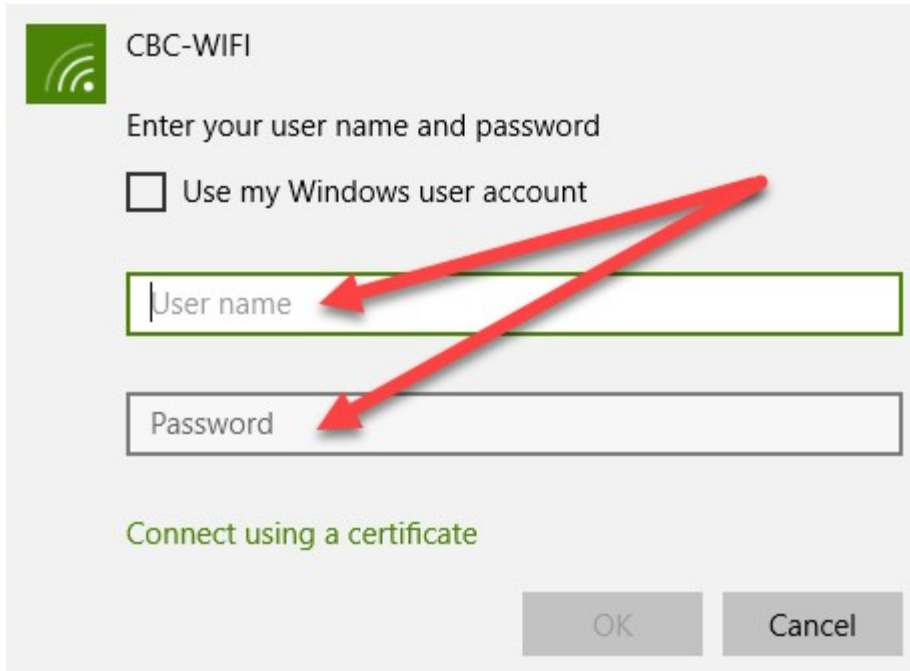 CBC-WIFI
Enter your user name and password
Use my Windows user account
User name
Password
Connect using a certificate
OK Cancel